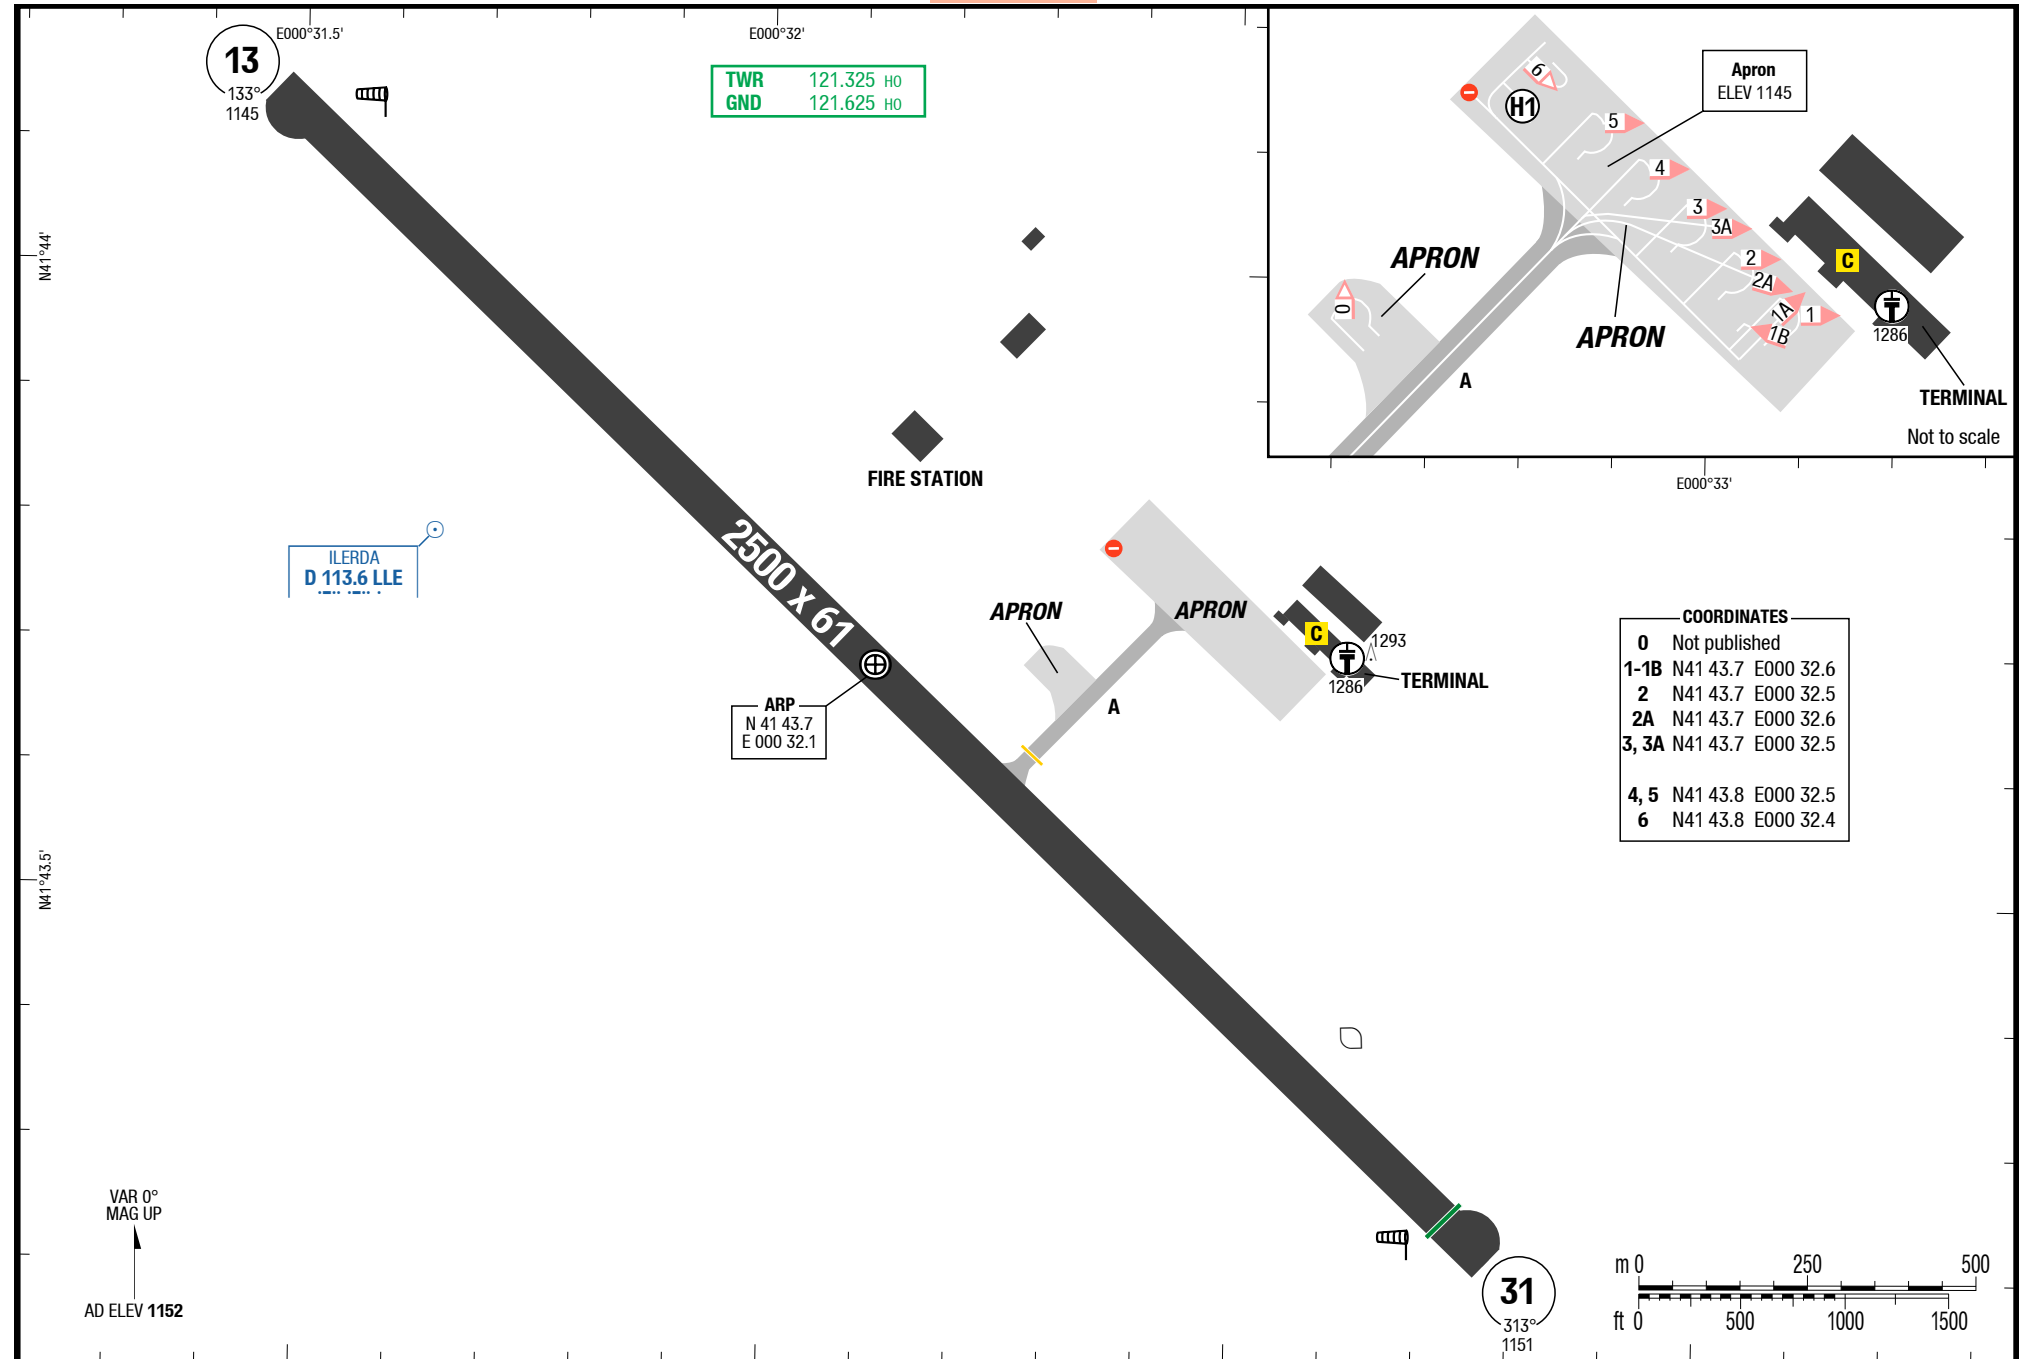 E000°31.5'
E000°32'
13
133°
1145
TWR 121.325 HO
GND 121.625 HO
6
H1
5
4
3
3A
2
2A
1A
1
1B
0
Apron
ELEV 1145
APRON
APRON
A
C
1286
TERMINAL
Not to scale
E000°33'
N41°44'
FIRE STATION
ILERDA
D 113.6 LLE
2500 x 61
APRON
APRON
C
1293
1286
TERMINAL
A
ARP
N 41 43.7
E 000 32.1
COORDINATES
0 Not published
1-1B N41 43.7 E000 32.6
2 N41 43.7 E000 32.5
2A N41 43.7 E000 32.6
3, 3A N41 43.7 E000 32.5
4, 5 N41 43.8 E000 32.5
6 N41 43.8 E000 32.4
N41°43.5'
VAR 0°
MAG UP
AD ELEV 1152
31
313°
1151
m 0 250 500
ft 0 500 1000 1500